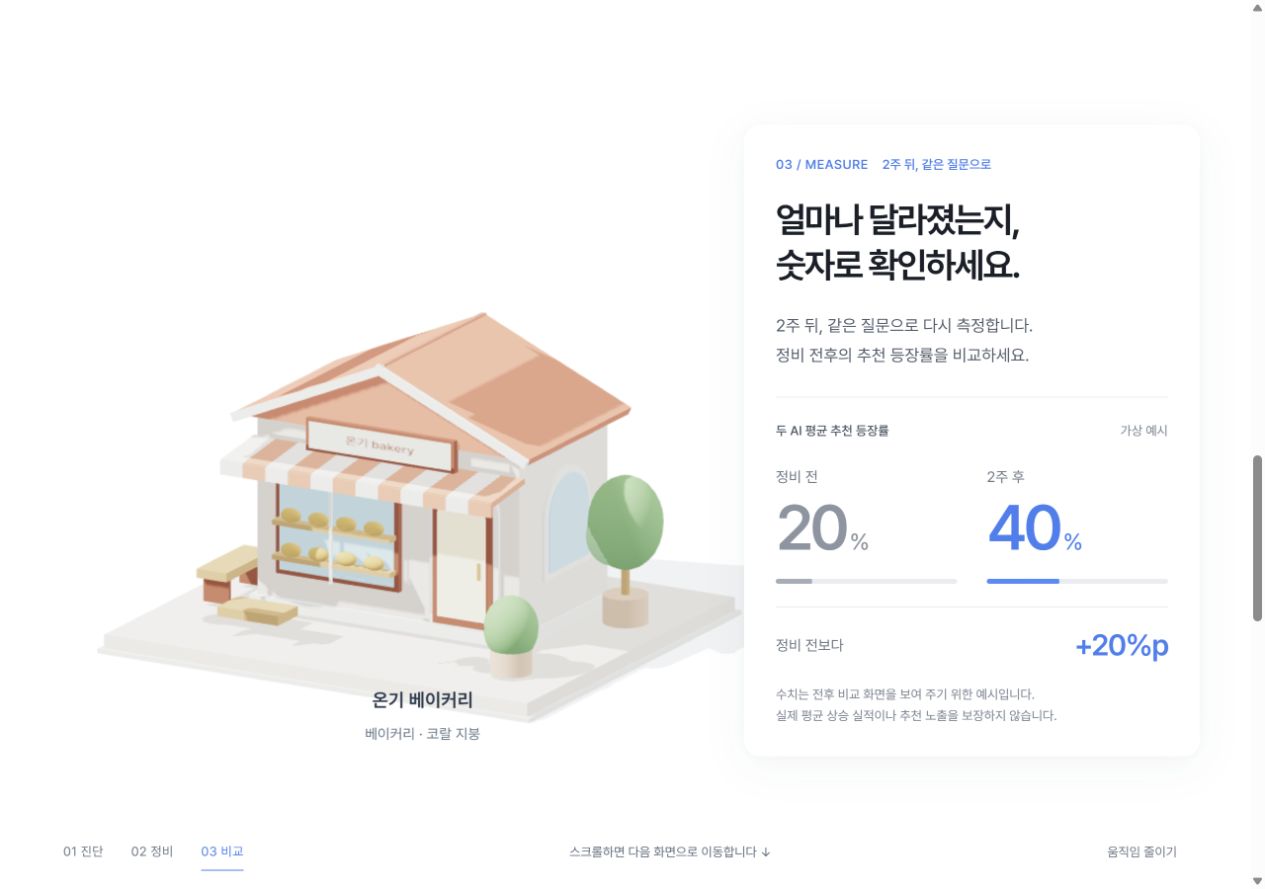 03 / MEASURE 2주 뒤, 같은 질문으로
얼마나 달라졌는지,
숫자로 확인하세요.
2주 뒤, 같은 질문으로 다시 측정합니다.
정비 전후의 추천 등장률을 비교하세요.
두 AI 평균 추천 등장률 가상 예시
정비 전 2주 후
20% 40%
정비 전보다 +20%p
수치는 전후 비교 화면을 보여 주기 위한 예시입니다.
실제 평균 상승 실적이나 추천 노출을 보장하지 않습니다.
온기 bakery
온기 베이커리
베이커리 · 코랄 지붕
01 진단 02 정비 03 비교 스크롤하면 다음 화면으로 이동합니다 ↓ 움직임 줄이기